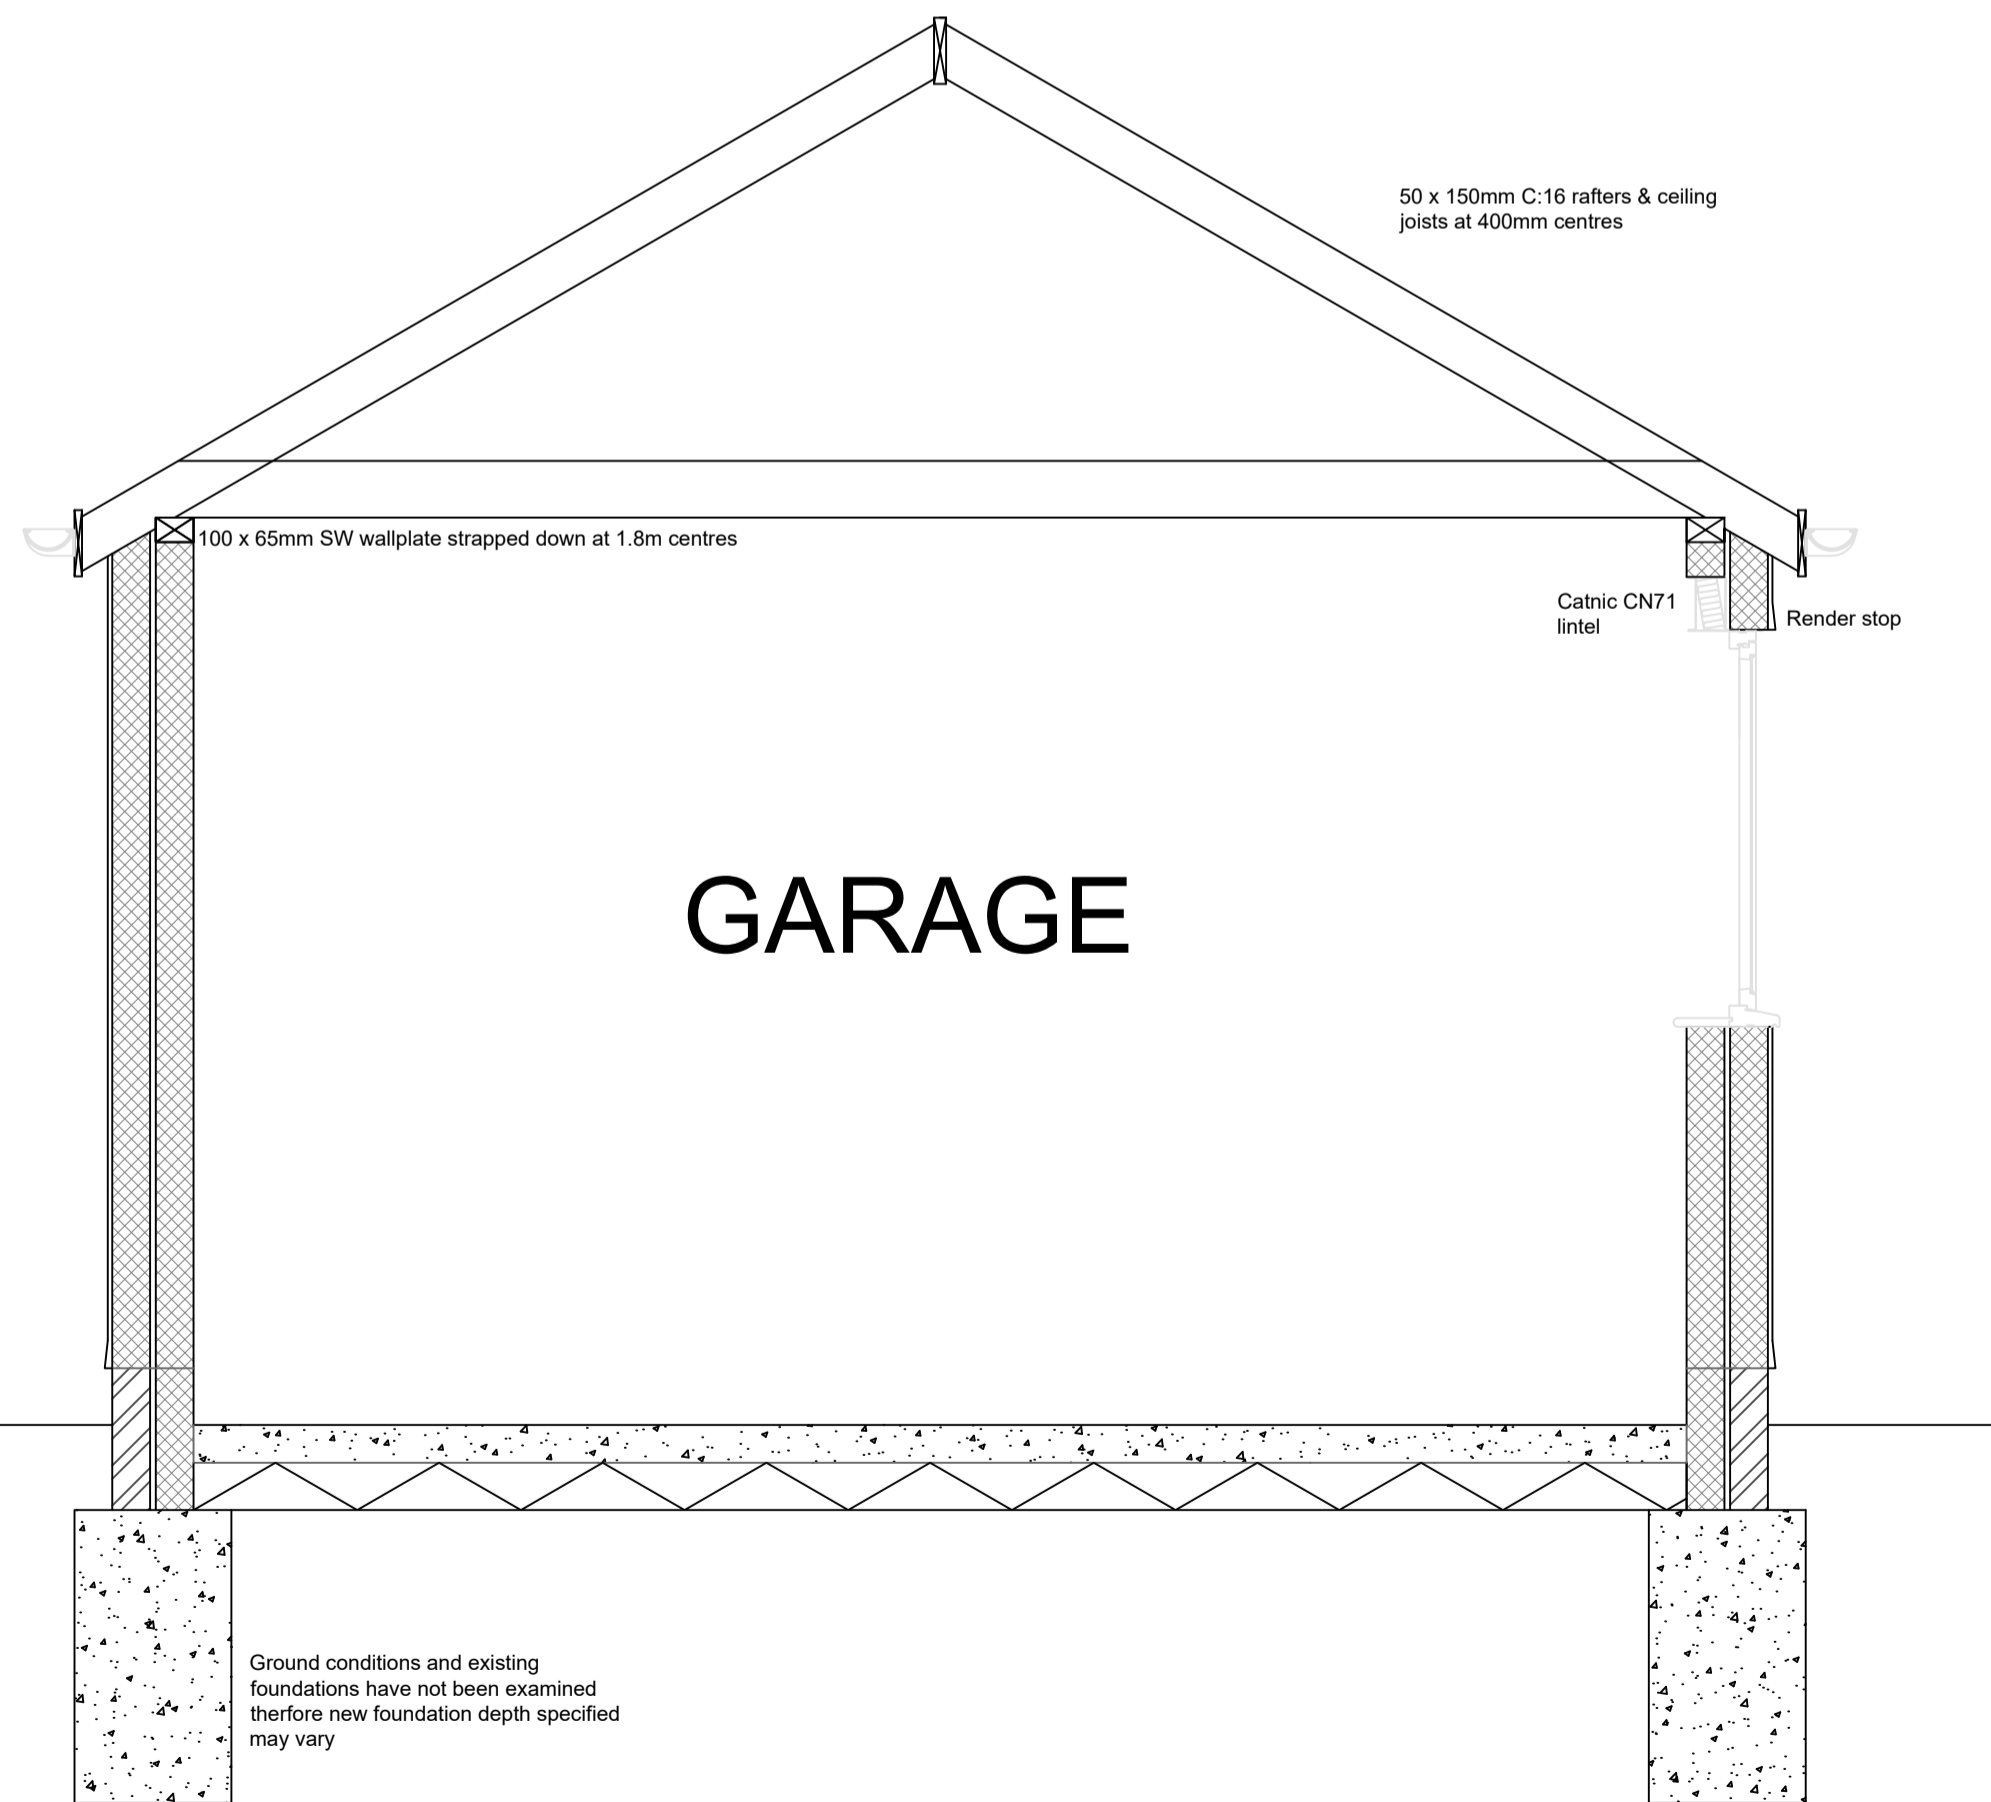 50 x 150mm C:16 rafters & ceiling
joists at 400mm centres
100 x 65mm SW wallplate strapped down at 1.8m centres
Catnic CN71
lintel
Render stop
GARAGE
Ground conditions and existing
foundations have not been examined
therfore new foundation depth specified
may vary